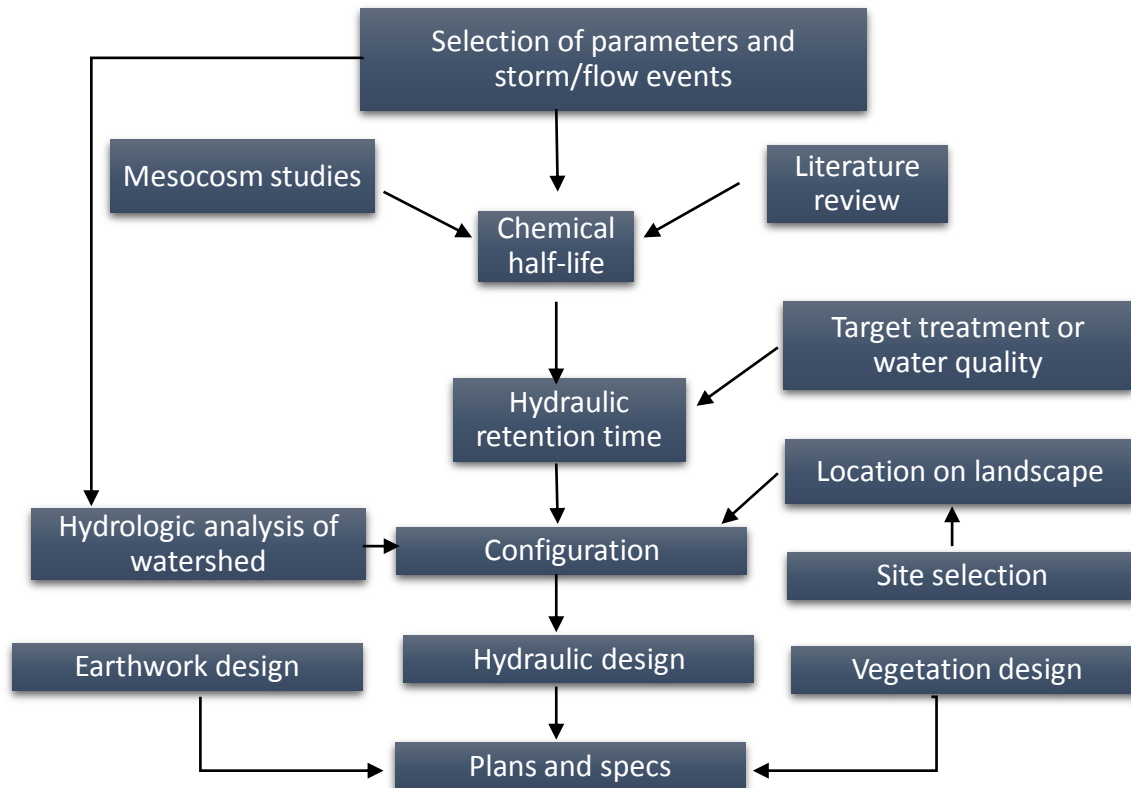 Selection of parameters and
storm/flow events
Mesocosm studies
Literature
review
Chemical
half-life
Target treatment or
water quality
Hydraulic
retention time
Location on landscape
Hydrologic analysis of
watershed
Configuration
Site selection
Earthwork design
Hydraulic design
Vegetation design
Plans and specs